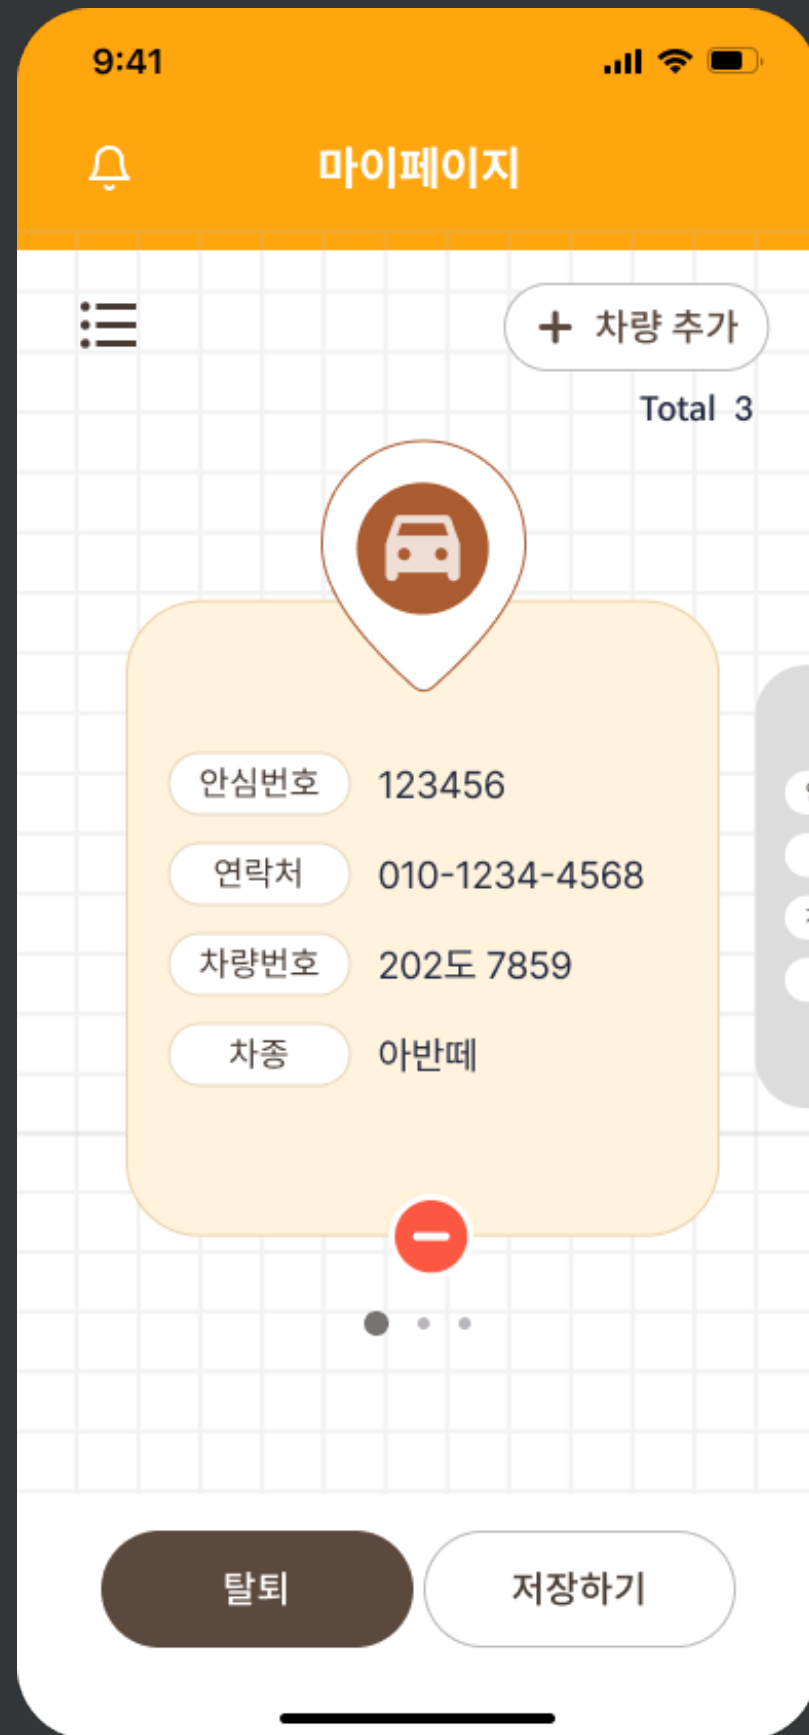 9:41
마이페이지
+ 차량 추가
Total 3
안심번호 123456
연락처 010-1234-4568
차량번호 202도 7859
차종 아반떼
탈퇴 저장하기